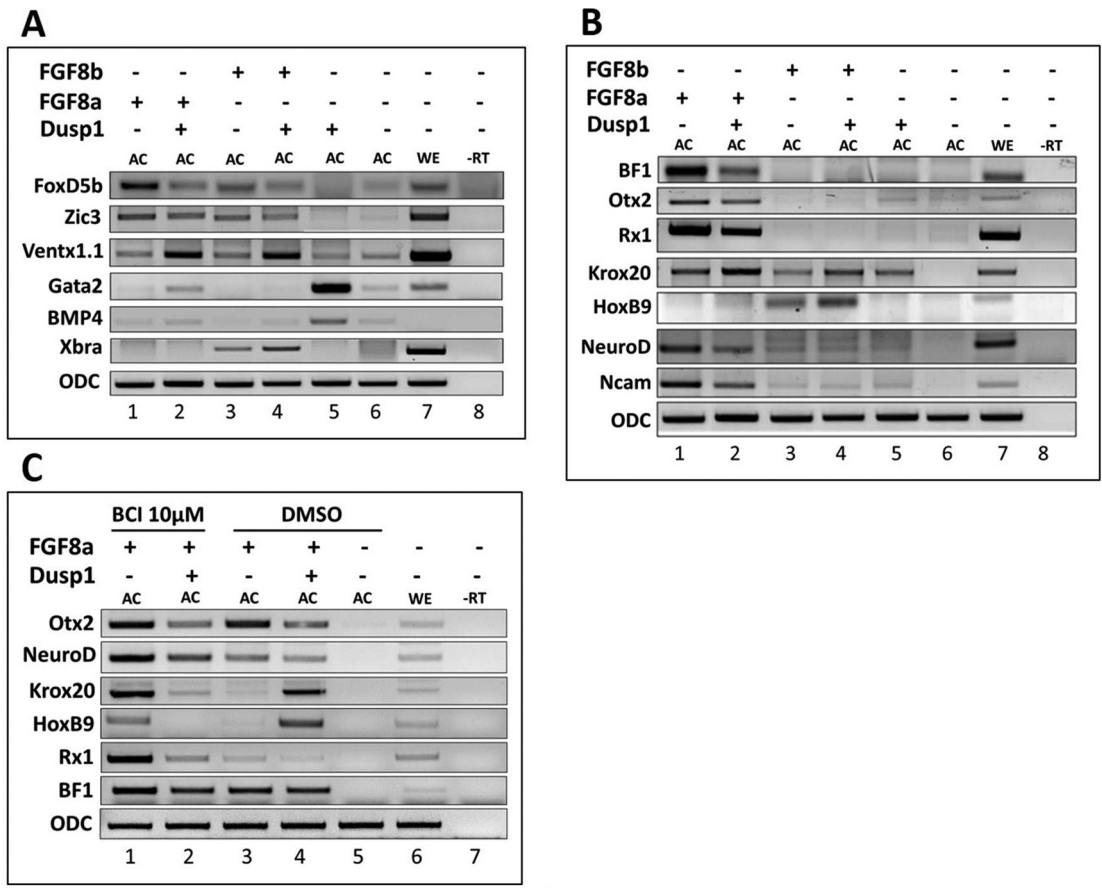 A
FGF8b - - + + - - - -
FGF8a + + - - - - - -
Dusp1 - + - + + - - -
AC AC AC AC AC AC WE -RT
FoxD5b
Zic3
Ventx1.1
Gata2
BMP4
Xbra
ODC
1 2 3 4 5 6 7 8
B
FGF8b - - + + - - - -
FGF8a + + - - - - - -
Dusp1 - + - + + - - -
AC AC AC AC AC AC WE -RT
BF1
Otx2
Rx1
Krox20
HoxB9
NeuroD
Ncam
ODC
1 2 3 4 5 6 7 8
C
BCI 10µM DMSO
FGF8a + + + + - - -
Dusp1 - + - + - - -
AC AC AC AC AC WE -RT
Otx2
NeuroD
Krox20
HoxB9
Rx1
BF1
ODC
1 2 3 4 5 6 7